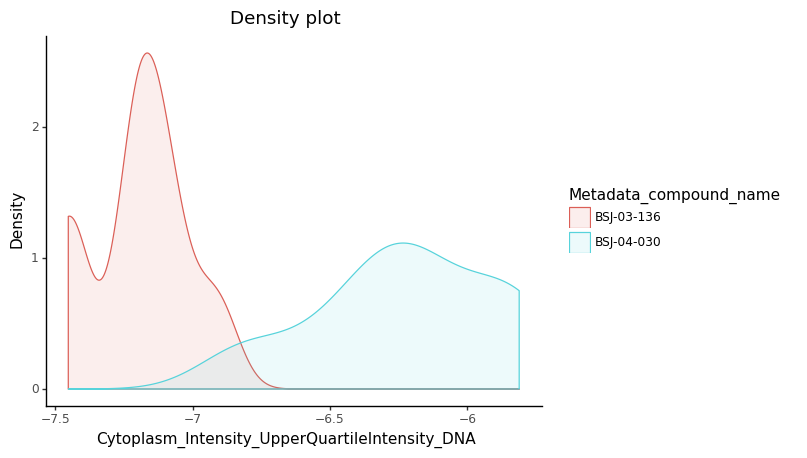 Density plot
Density
2
1
0
−7.5
−7
−6.5
−6
Cytoplasm_Intensity_UpperQuartileIntensity_DNA
Metadata_compound_name
BSJ-03-136
BSJ-04-030